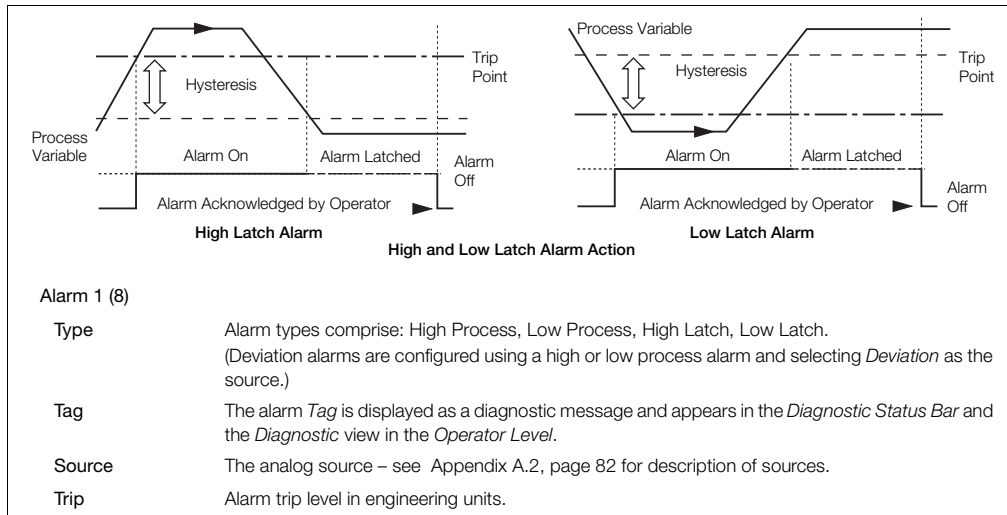 Process Variable
Trip
Point
Hysteresis
Process
Variable
Alarm On
Alarm Latched
Alarm
Off
Alarm Acknowledged by Operator
High Latch Alarm
Process Variable
Trip
Point
Hysteresis
Alarm On
Alarm Latched
Alarm
Off
Alarm Acknowledged by Operator
Low Latch Alarm
High and Low Latch Alarm Action
Alarm 1 (8)
Type Alarm types comprise: High Process, Low Process, High Latch, Low Latch.
(Deviation alarms are configured using a high or low process alarm and selecting Deviation as the
source.)
Tag The alarm Tag is displayed as a diagnostic message and appears in the Diagnostic Status Bar and
the Diagnostic view in the Operator Level.
Source The analog source – see Appendix A.2, page 82 for description of sources.
Trip Alarm trip level in engineering units.